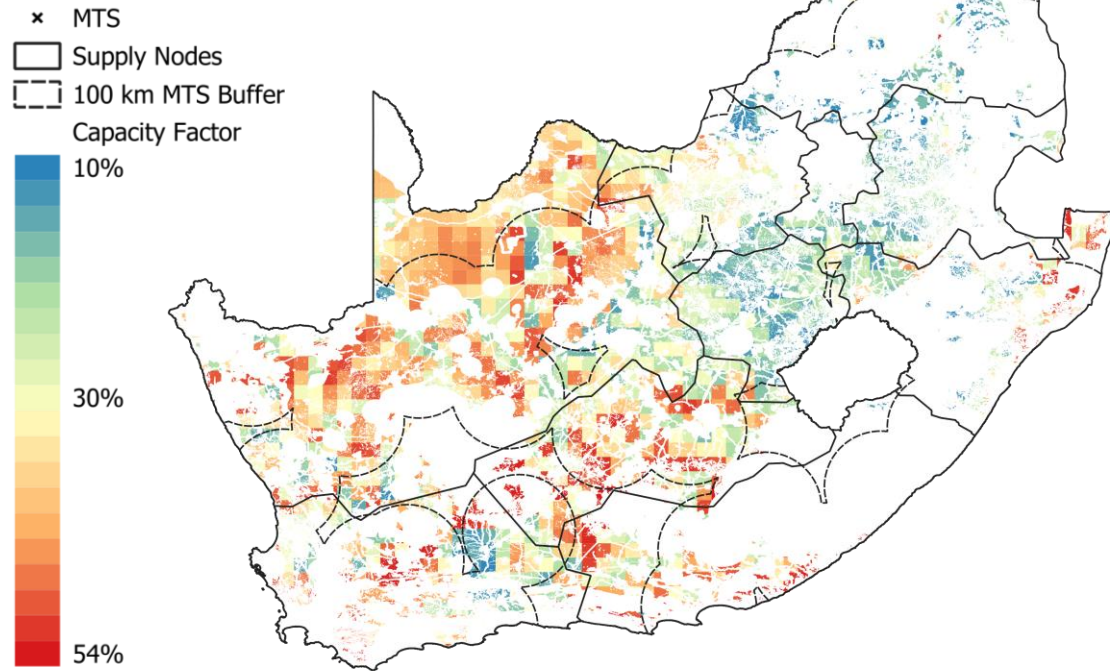 MTS
Supply Nodes
100 km MTS Buffer
Capacity Factor
10%
30%
54%